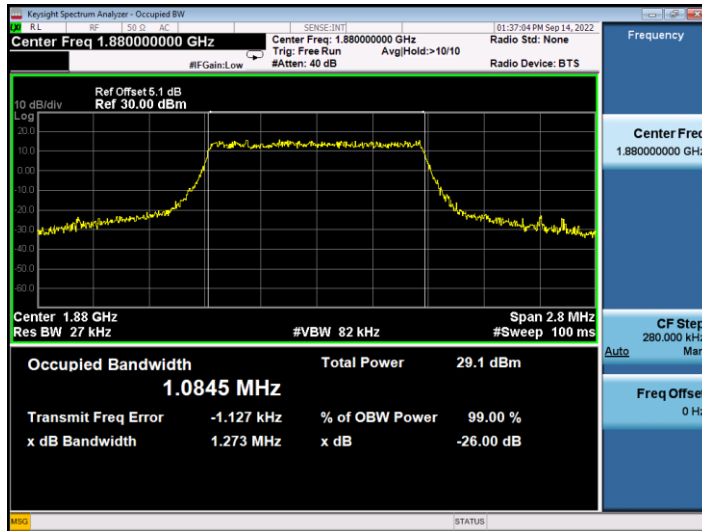 Keysight Spectrum Analyzer - Occupied BW
RL RF 50 Ω AC SENSE:INT 01:37:04 PM Sep 14, 2022
Center Freq 1.880000000 GHz
Center Freq: 1.880000000 GHz
Radio Std: None
Trig: Free Run Avg|Hold:>10/10
#IFGain:Low #Atten: 40 dB
Radio Device: BTS
Ref Offset 5.1 dB
10 dB/div Ref 30.00 dBm
Log
20.0
10.0
0.00
-10.0
-20.0
-30.0
-40.0
-50.0
-60.0
Center 1.88 GHz Span 2.8 MHz
Res BW 27 kHz #VBW 82 kHz #Sweep 100 ms
Occupied Bandwidth Total Power 29.1 dBm
1.0845 MHz
Transmit Freq Error -1.127 kHz % of OBW Power 99.00 %
x dB Bandwidth 1.273 MHz x dB -26.00 dB
Frequency
Center Freq
1.880000000 GHz
CF Step
280.000 kHz
Auto Man
Freq Offset
0 Hz
MSG STATUS